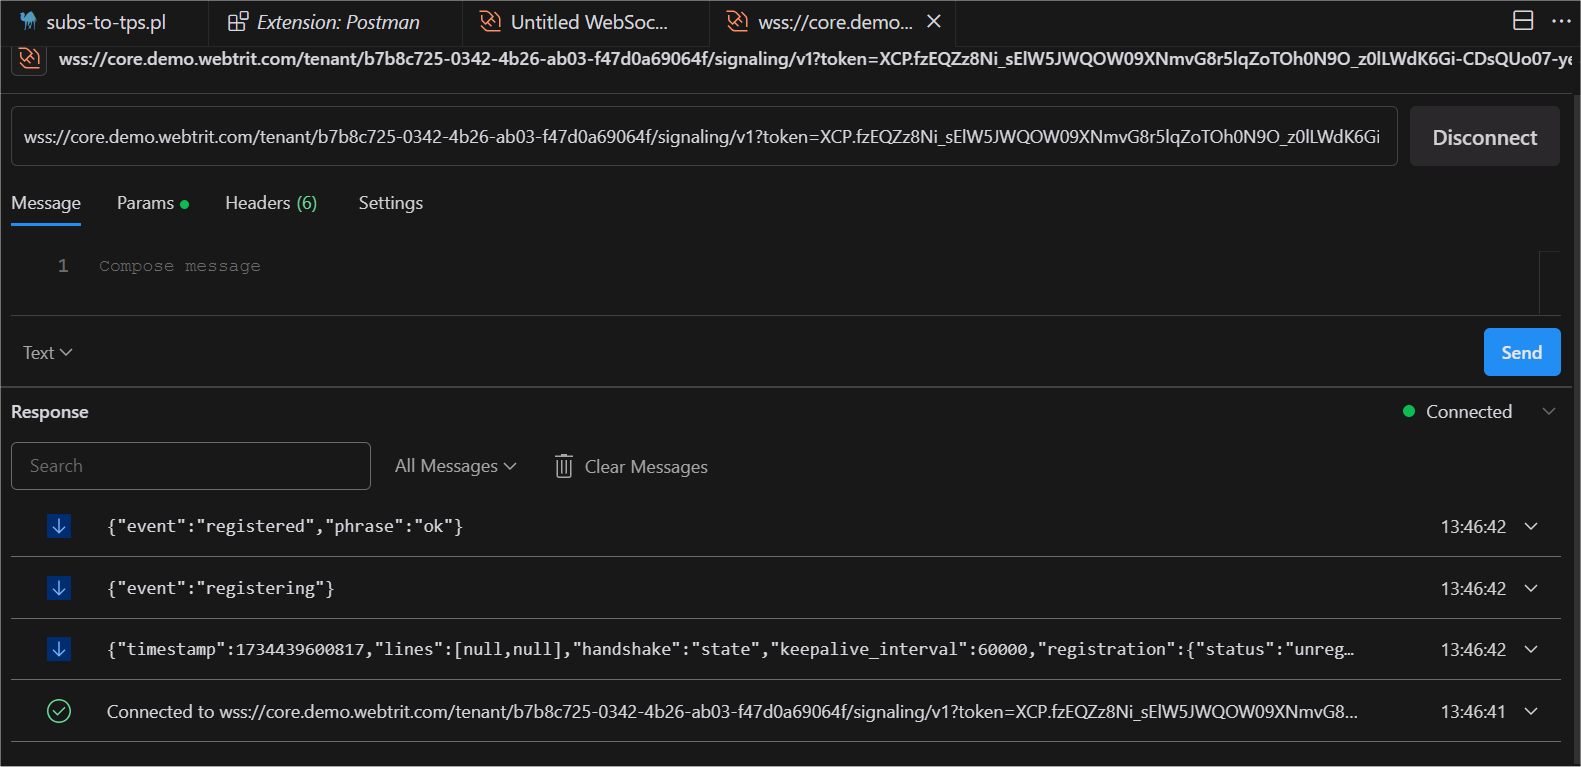 subs-to-tps.pl
Extension: Postman
Untitled WebSoc...
wss://core.demo...
wss://core.demo.webtrit.com/tenant/b7b8c725-0342-4b26-ab03-f47d0a69064f/signaling/v1?token=XCP.fzEQZz8Ni_sElW5JWQOW09XNmvG8r5lqZoTOh0N9O_z0lLWdK6Gi-CDsQUo07-ye
wss://core.demo.webtrit.com/tenant/b7b8c725-0342-4b26-ab03-f47d0a69064f/signaling/v1?token=XCP.fzEQZz8Ni_sElW5JWQOW09XNmvG8r5lqZoTOh0N9O_z0lLWdK6Gi
Disconnect
Message Params Headers (6) Settings
1 Compose message
Text
Send
Response
Connected
Search
All Messages
Clear Messages
{"event":"registered","phrase":"ok"} 13:46:42
{"event":"registering"} 13:46:42
{"timestamp":1734439600817,"lines":[null,null],"handshake":"state","keepalive_interval":60000,"registration":{"status":"unreg... 13:46:42
Connected to wss://core.demo.webtrit.com/tenant/b7b8c725-0342-4b26-ab03-f47d0a69064f/signaling/v1?token=XCP.fzEQZz8Ni_sElW5JWQOW09XNmvG8... 13:46:41